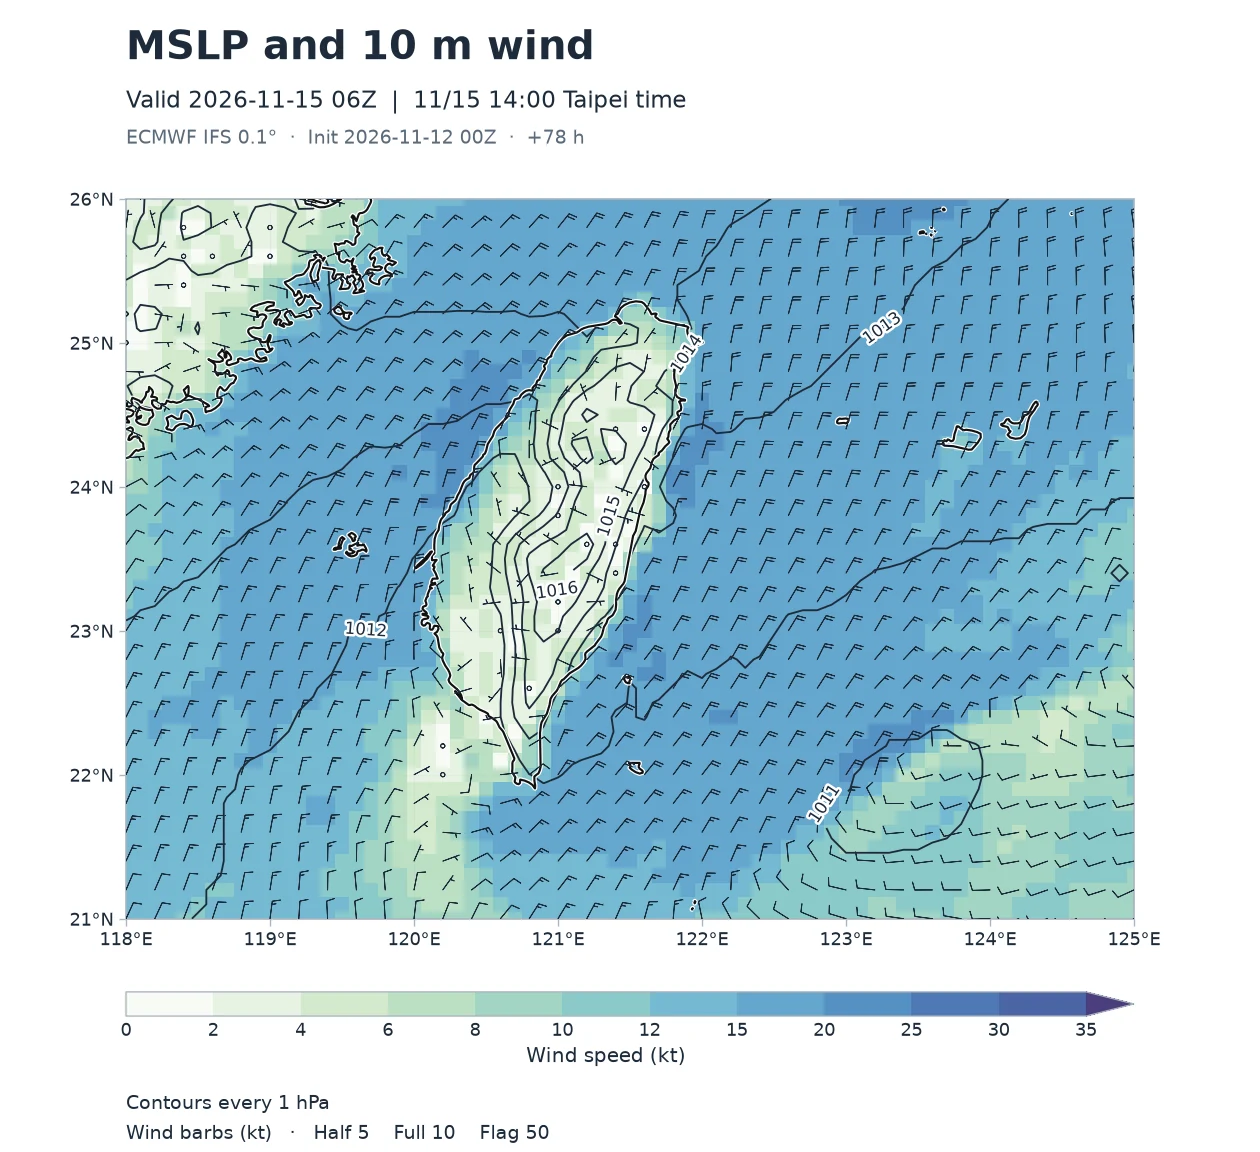 MSLP and 10 m wind
Valid 2026-11-15 06Z | 11/15 14:00 Taipei time
ECMWF IFS 0.1° · Init 2026-11-12 00Z · +78 h
26°N
25°N
24°N
23°N
22°N
21°N
1013
1014
1015
1016
1012
1011
118°E 119°E 120°E 121°E 122°E 123°E 124°E 125°E
0 2 4 6 8 10 12 15 20 25 30 35
Wind speed (kt)
Contours every 1 hPa
Wind barbs (kt) · Half 5 Full 10 Flag 50